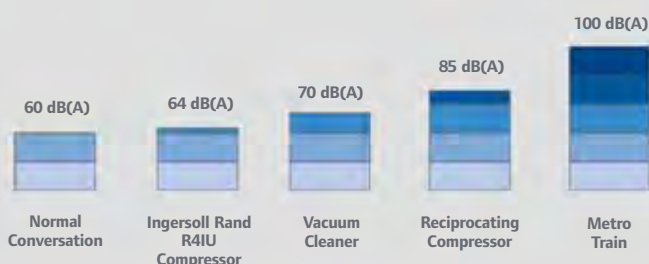 60 dB(A)
64 dB(A)
70 dB(A)
85 dB(A)
100 dB(A)
Normal
Conversation
Ingersoll Rand
R4IU
Compressor
Vacuum
Cleaner
Reciprocating
Compressor
Metro
Train